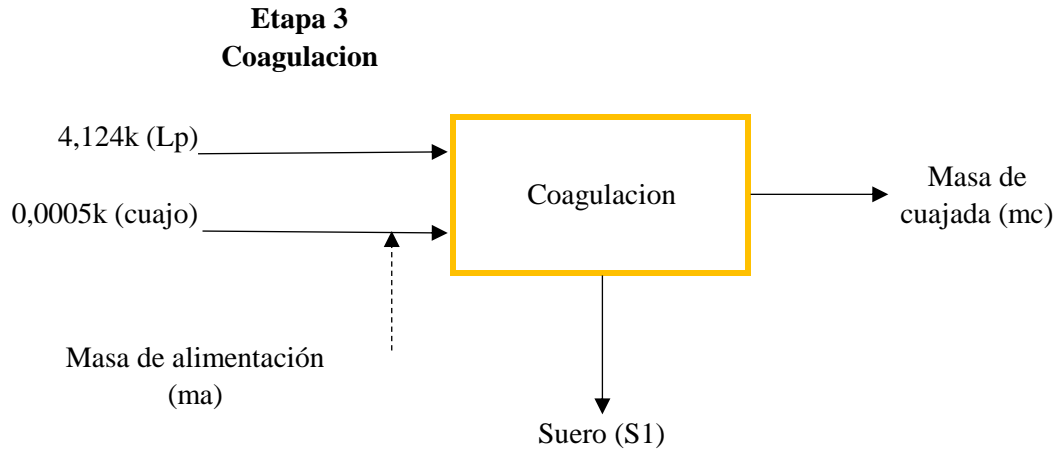 Etapa 3
Coagulacion
4,124k (Lp)
0,0005k (cuajo)
Coagulacion
Masa de
cuajada (mc)
Masa de alimentación
(ma)
Suero (S1)